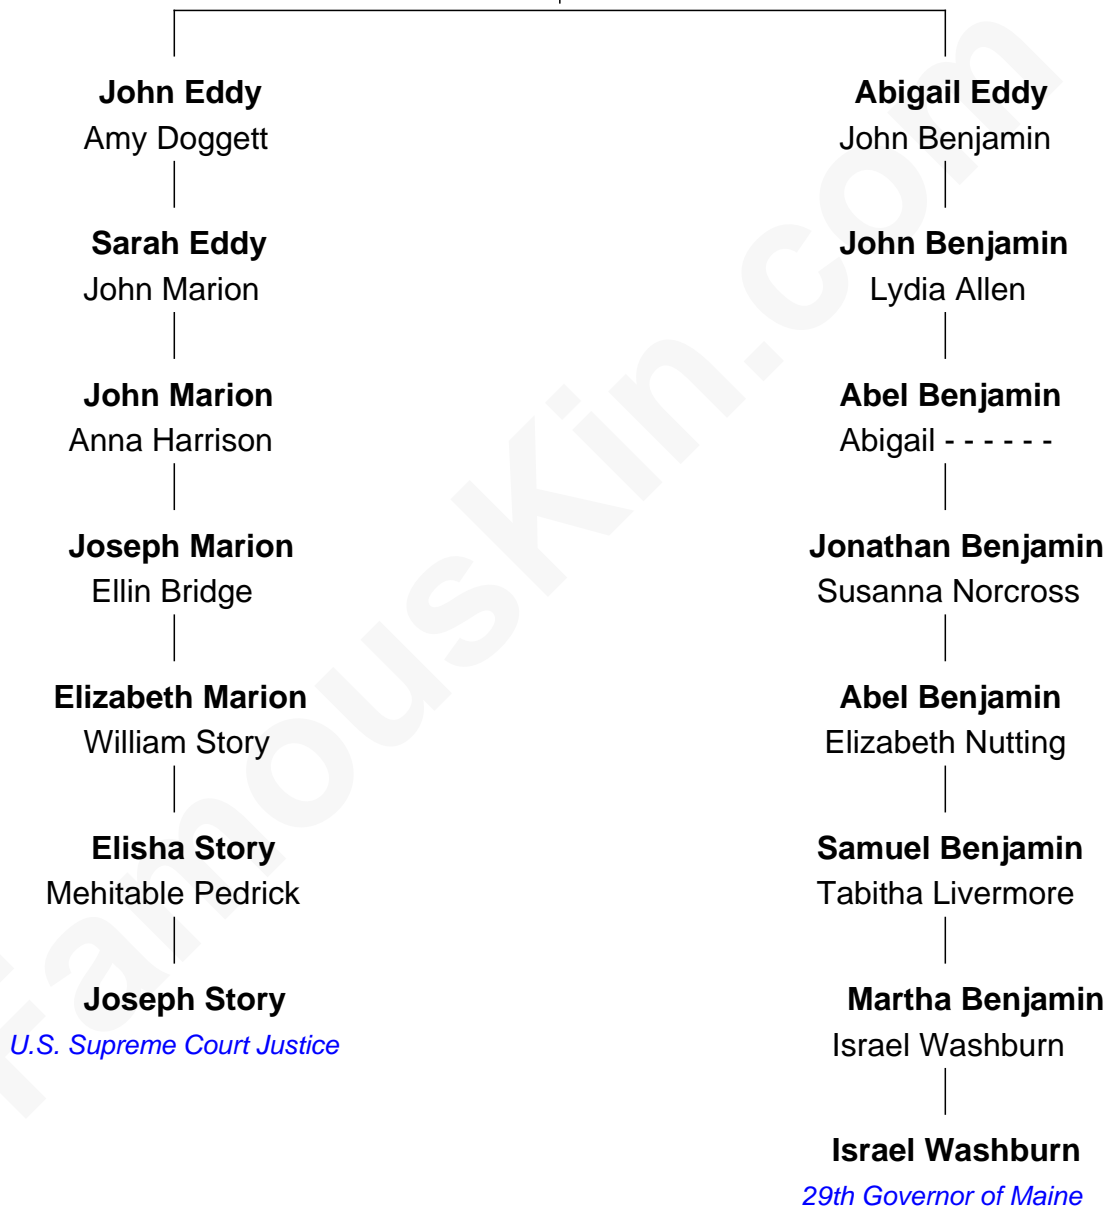 John Eddy
Amy Doggett
Abigail Eddy
John Benjamin
Sarah Eddy
John Marion
John Benjamin
Lydia Allen
John Marion
Anna Harrison
Abel Benjamin
Abigail - - - - - -
Joseph Marion
Ellin Bridge
Jonathan Benjamin
Susanna Norcross
Elizabeth Marion
William Story
Abel Benjamin
Elizabeth Nutting
Elisha Story
Mehitable Pedrick
Samuel Benjamin
Tabitha Livermore
Joseph Story
U.S. Supreme Court Justice
Martha Benjamin
Israel Washburn
Israel Washburn
29th Governor of Maine
FamousKin.com